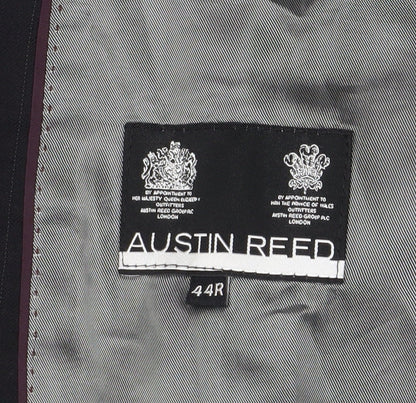 BY APPOINTMENT TO
HER MAJESTY QUEEN ELIZABETH
OUTFITTERS
AUSTIN REED GROUP PLC
LONDON
BY APPOINTMENT TO
HRH THE PRINCE OF WALES
OUTFITTERS
AUSTIN REED GROUP PLC
LONDON
AUSTIN REED
44R